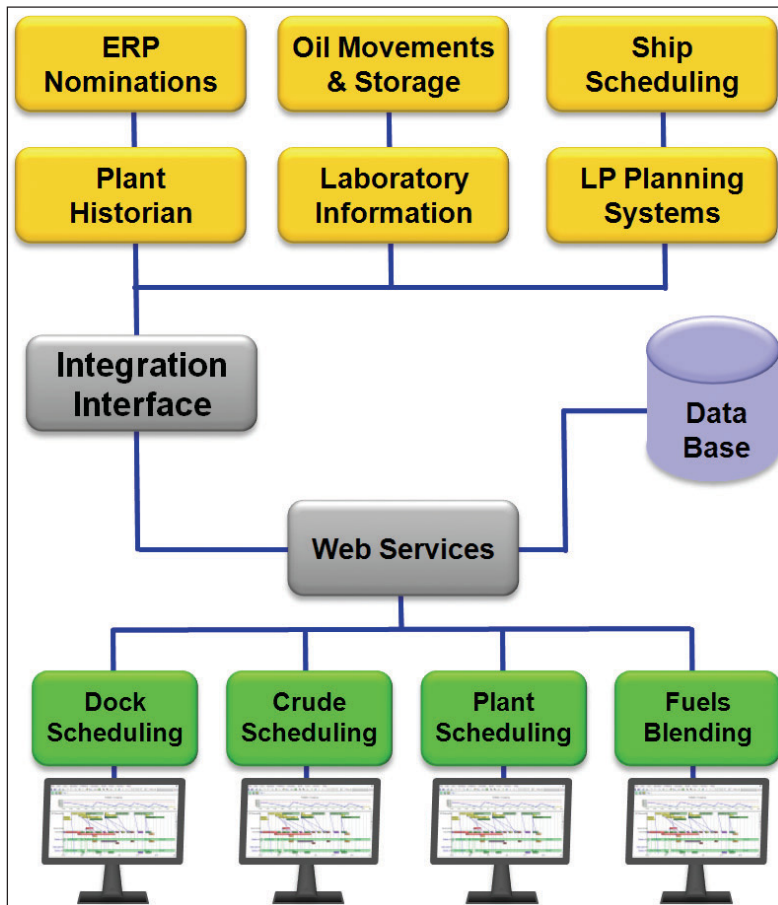 ERP
Nominations
Oil Movements
& Storage
Ship
Scheduling
Plant
Historian
Laboratory
Information
LP Planning
Systems
Integration
Interface
Data
Base
Web Services
Dock
Scheduling
Crude
Scheduling
Plant
Scheduling
Fuels
Blending